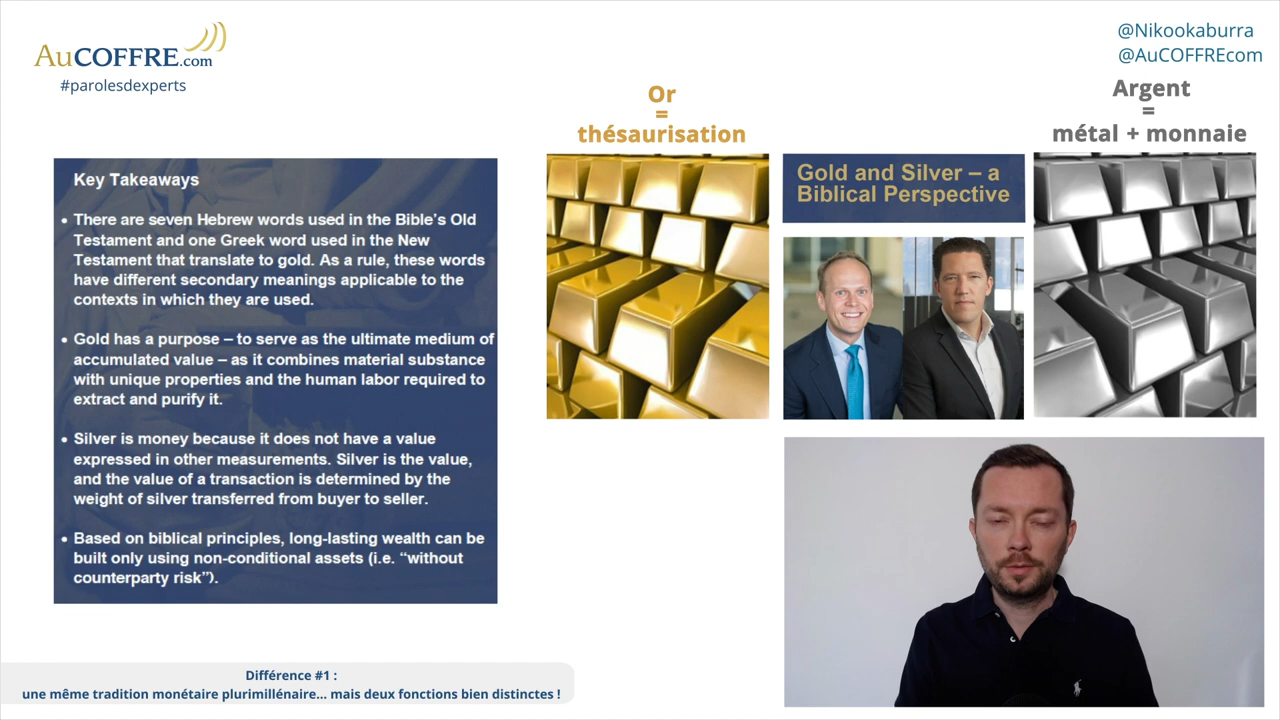 AuCOFFRE.com
#parolesdexperts
@Nikookaburra
@AuCOFFREcom
Or
=
thésaurisation
Argent
=
métal + monnaie
Key Takeaways
• There are seven Hebrew words used in the Bible's Old
Testament and one Greek word used in the New
Testament that translate to gold. As a rule, these words
have different secondary meanings applicable to the
contexts in which they are used.
• Gold has a purpose – to serve as the ultimate medium of
accumulated value – as it combines material substance
with unique properties and the human labor required to
extract and purify it.
• Silver is money because it does not have a value
expressed in other measurements. Silver is the value,
and the value of a transaction is determined by the
weight of silver transferred from buyer to seller.
• Based on biblical principles, long-lasting wealth can be
built only using non-conditional assets (i.e. “without
counterparty risk”).
Gold and Silver – a
Biblical Perspective
Différence #1 :
une même tradition monétaire plurimillénaire... mais deux fonctions bien distinctes !